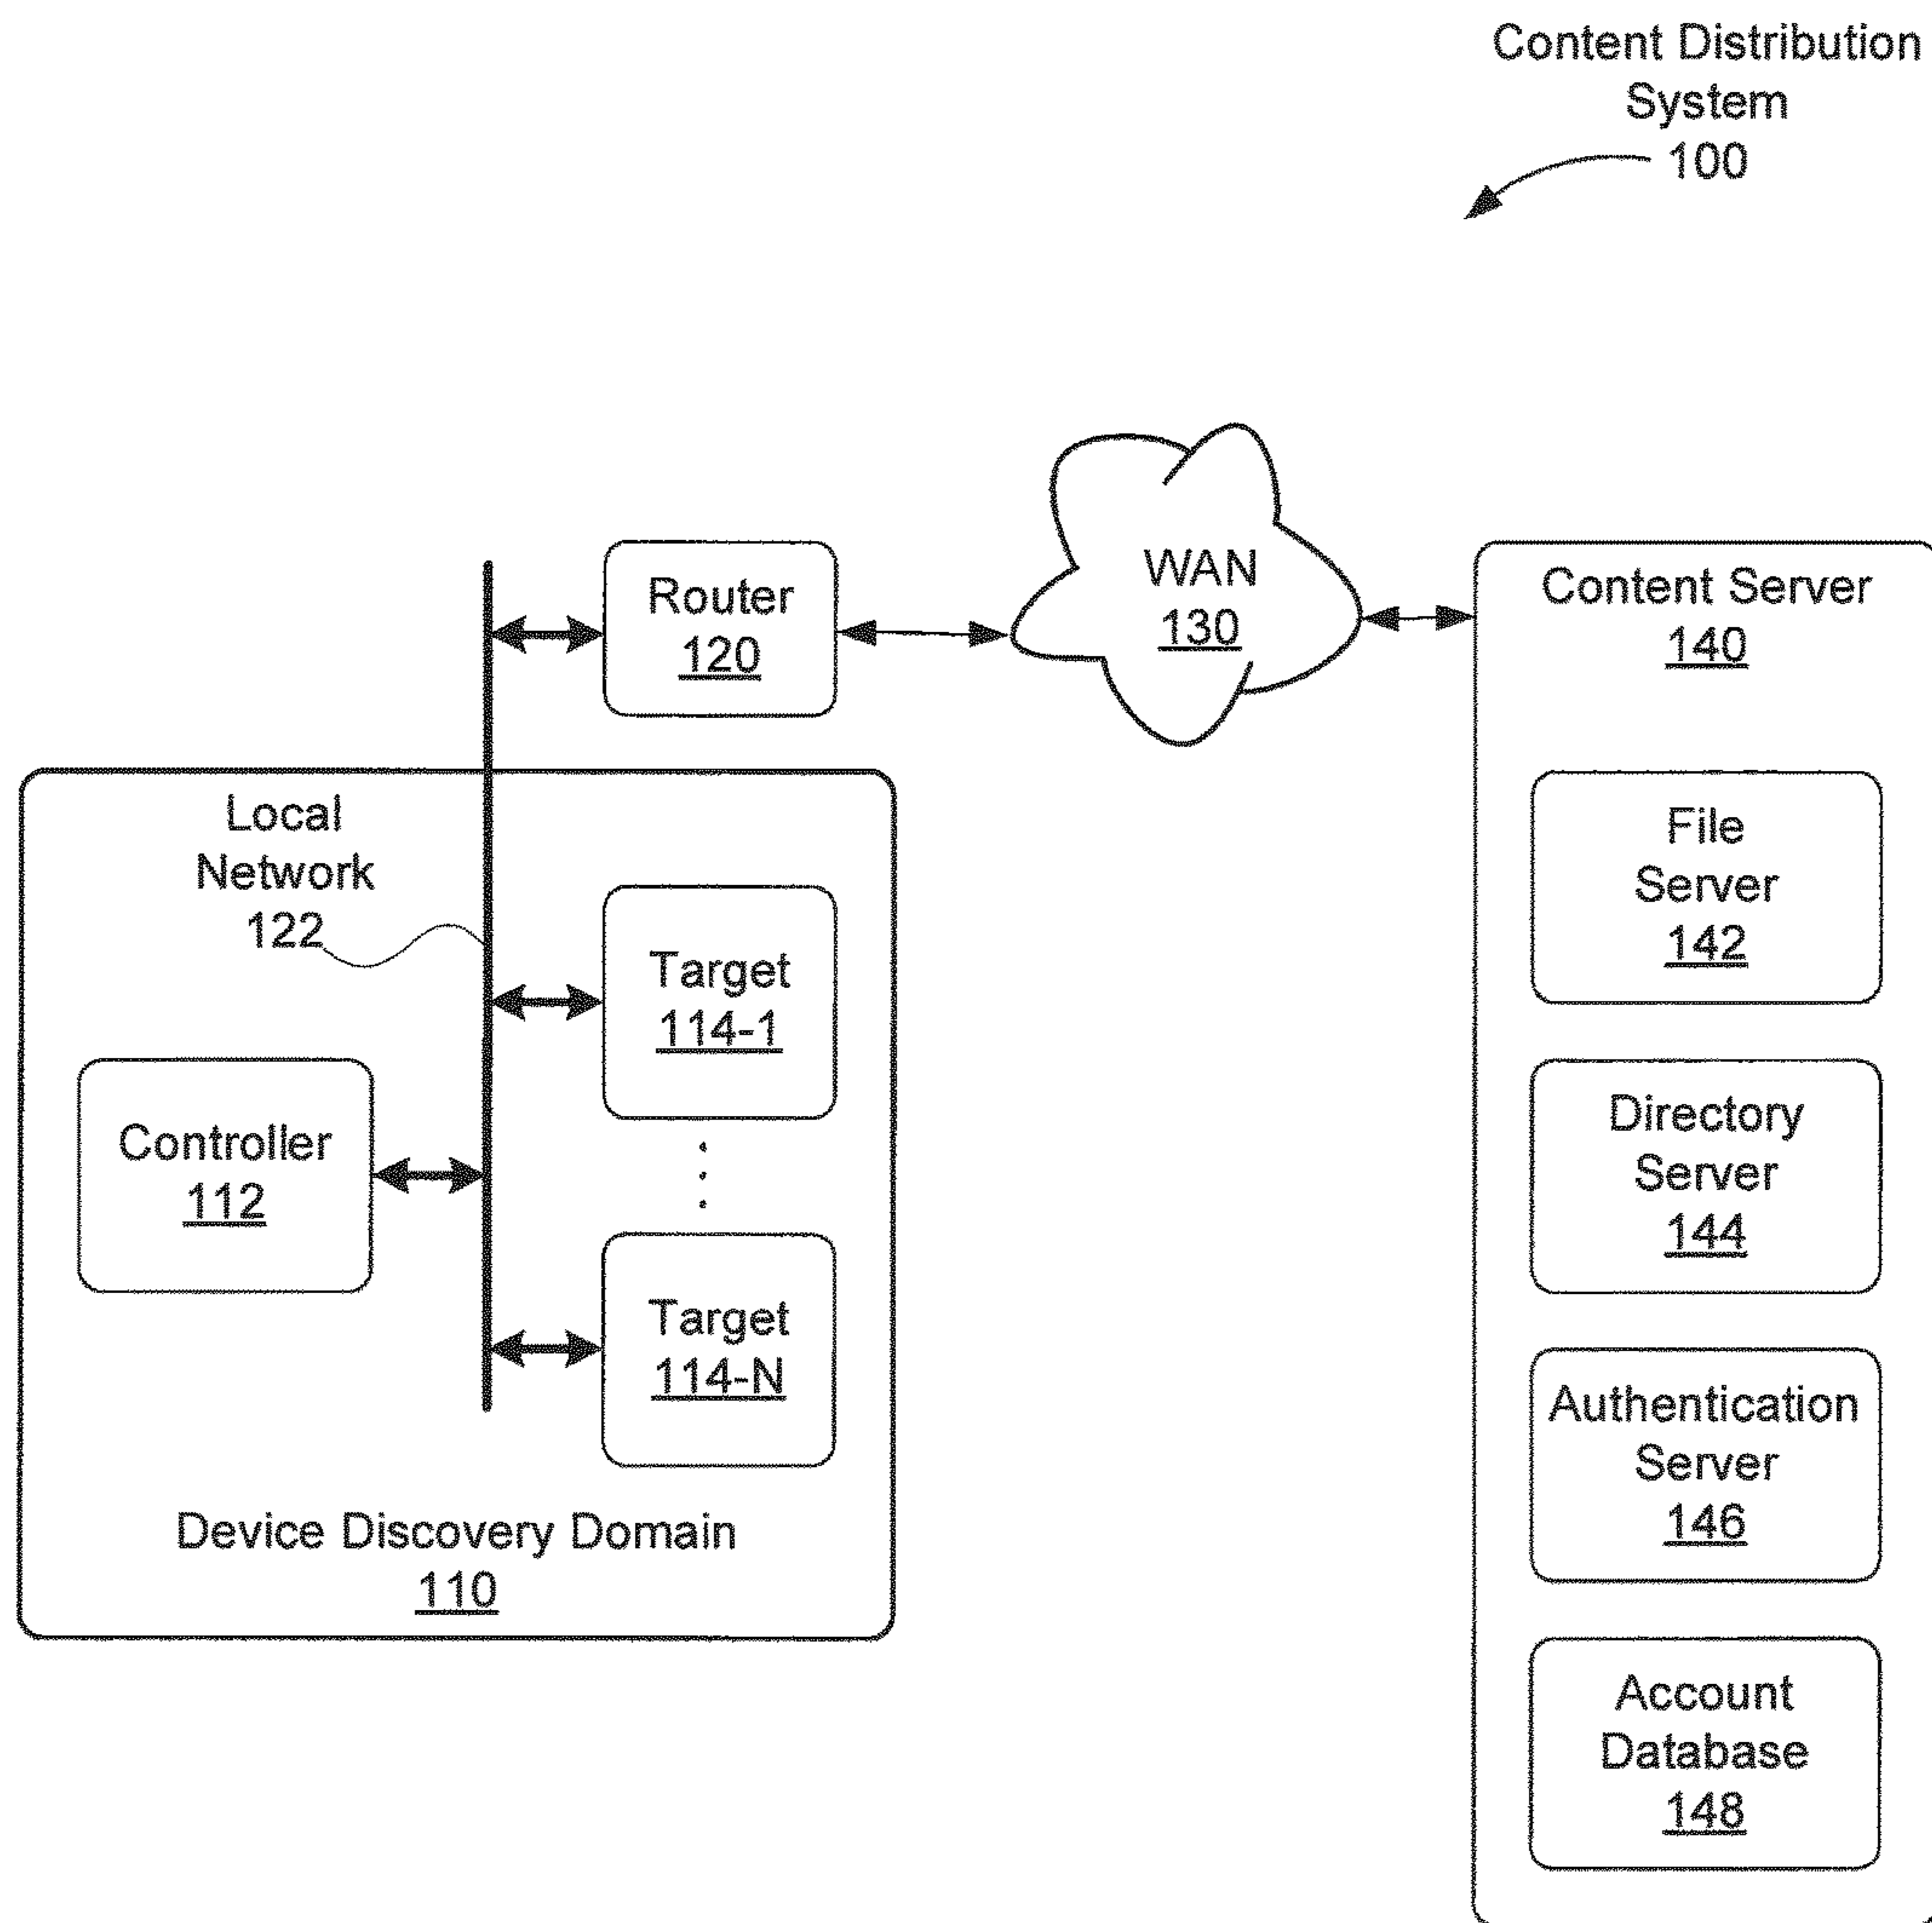 Content Distribution
System
100
WAN
130
Router
120
Content Server
140
Local
Network
122
File
Server
142
Target
114-1
Controller
112
Directory
Server
144
Target
114-N
Authentication
Server
146
Device Discovery Domain
110
Account
Database
148